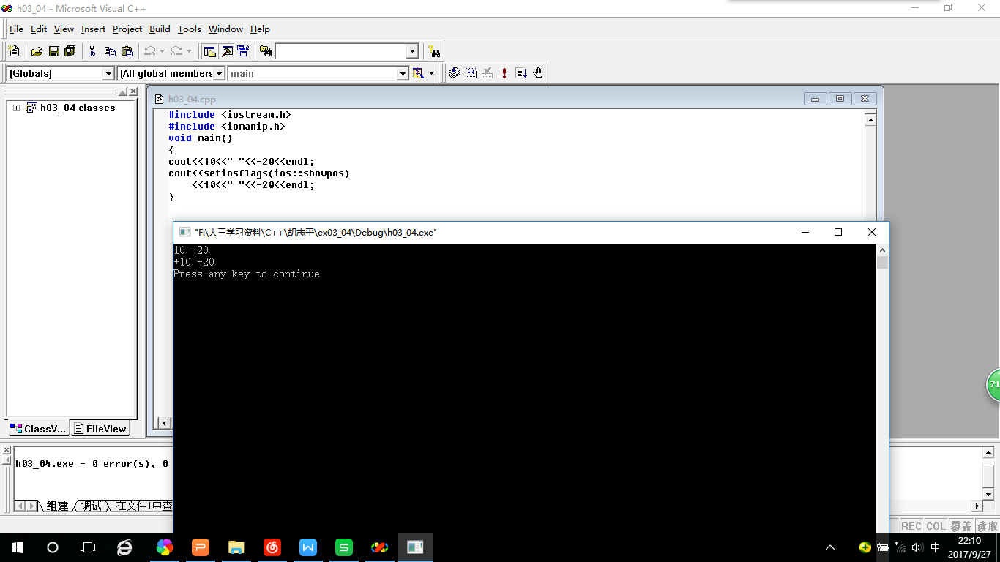 h03_04 - Microsoft Visual C++
File Edit View Insert Project Build Tools Window Help
(Globals) (All global members main
h03_04 classes
h03_04.cpp
#include <iostream.h>
#include <iomanip.h>
void main()
{
cout<<10<<" "<<-20<<endl;
cout<<setiosflags(ios::showpos)
    <<10<<" "<<-20<<endl;
}
"F:\大三学习资料\C++\胡志平\ex03_04\Debug\h03_04.exe"
10 -20
+10 -20
Press any key to continue
71
ClassV... FileView
h03_04.exe - 0 error(s), 0
组建 调试 在文件1中查
REC COL 覆盖 读取
中 22:10
2017/9/27